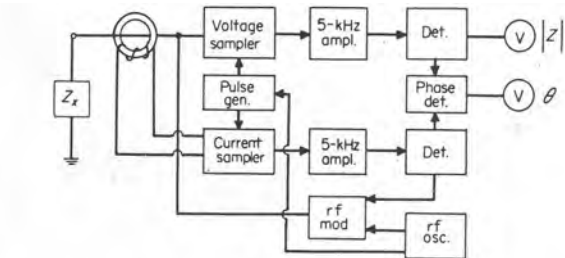 Voltage
sampler
5-kHz
ampl.
Det.
V
|Z|
Zx
Pulse
gen.
Phase
det.
V
θ
Current
sampler
5-kHz
ampl.
Det.
rf
mod
rf
osc.